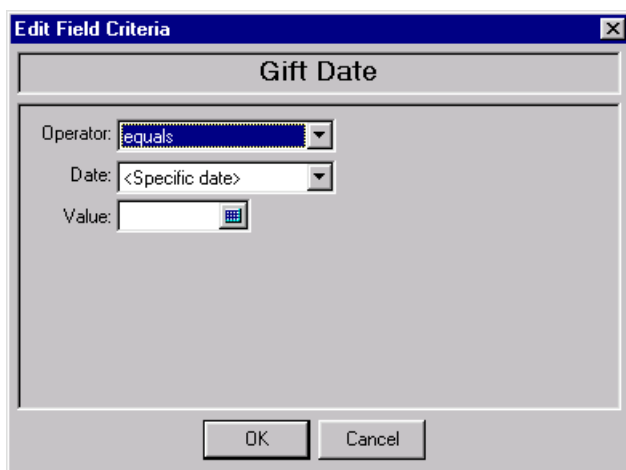 Edit Field Criteria
Gift Date
Operator: equals
Date: <Specific date>
Value:
OK Cancel